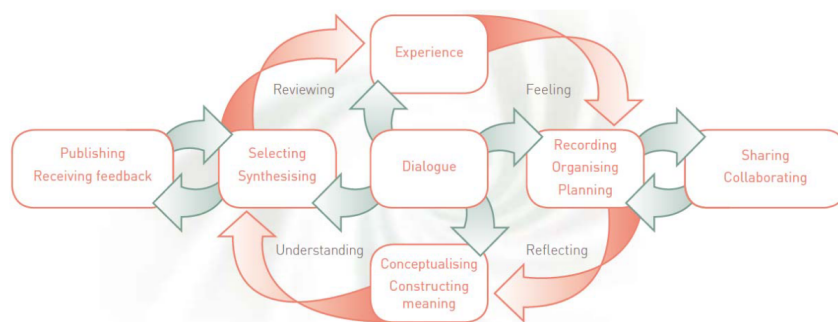 Experience
Reviewing
Feeling
Publishing
Receiving feedback
Selecting
Synthesising
Dialogue
Recording
Organising
Planning
Sharing
Collaborating
Understanding
Conceptualising
Constructing
meaning
Reflecting